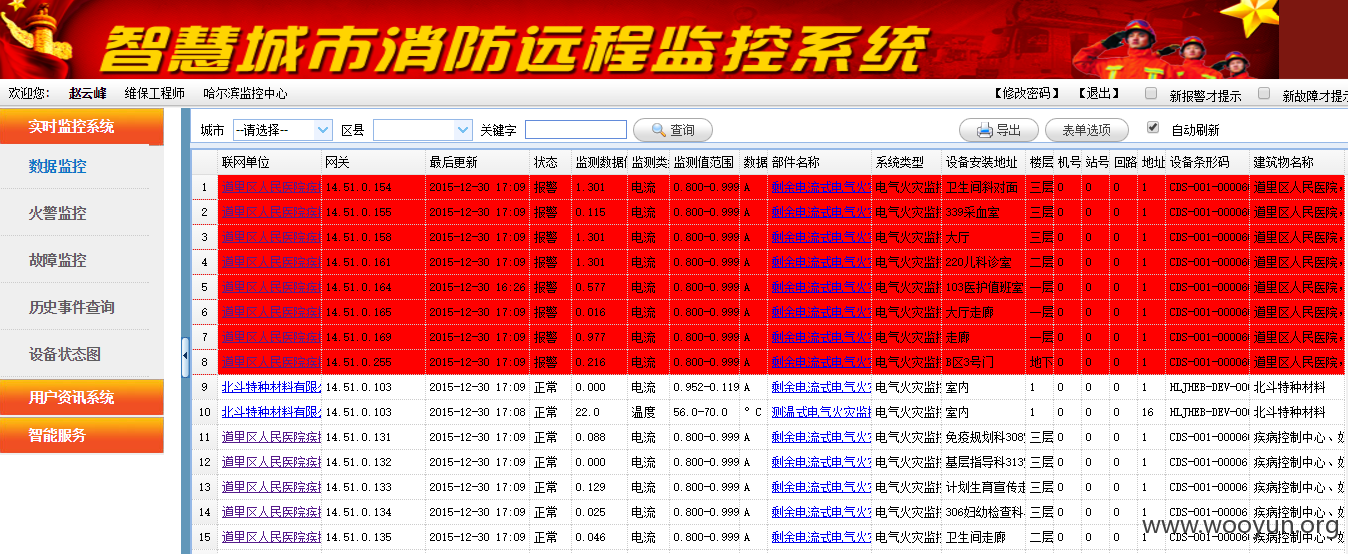 智慧城市消防远程监控系统
欢迎您: 赵云峰 维保工程师 哈尔滨监控中心 【修改密码】 【退出】 新报警才提示 新故障才提示
实时监控系统
数据监控
火警监控
故障监控
历史事件查询
设备状态图
用户资讯系统
智能服务
城市 --请选择-- 区县 关键字 查询 导出 表单选项 自动刷新
联网单位 网关 最后更新 状态 监测数据 监测类 监测值范围 数据 部件名称 系统类型 设备安装地址 楼层 机号 站号 回路 地址 设备条形码 建筑物名称
1 道里区人民医院疾 14.51.0.154 2015-12-30 17:09 报警 1.301 电流 0.800-0.999 A 剩余电流式电气火 电气火灾监 卫生间斜对面 三层 0 0 0 1 CDS-001-00006 道里区人民医院,
2 道里区人民医院疾 14.51.0.155 2015-12-30 17:09 报警 0.115 电流 0.800-0.999 A 剩余电流式电气火 电气火灾监 339采血室 三层 0 0 0 1 CDS-001-00006 道里区人民医院,
3 道里区人民医院疾 14.51.0.158 2015-12-30 17:09 报警 1.301 电流 0.800-0.999 A 剩余电流式电气火 电气火灾监 大厅 三层 0 0 0 1 CDS-001-00006 道里区人民医院,
4 道里区人民医院疾 14.51.0.161 2015-12-30 17:09 报警 1.301 电流 0.800-0.999 A 剩余电流式电气火 电气火灾监 220儿科诊室 二层 0 0 0 1 CDS-001-00006 道里区人民医院,
5 道里区人民医院疾 14.51.0.164 2015-12-30 16:26 报警 0.577 电流 0.800-0.999 A 剩余电流式电气火 电气火灾监 103医护值班室 一层 0 0 0 1 CDS-001-00006 道里区人民医院,
6 道里区人民医院疾 14.51.0.165 2015-12-30 17:09 报警 0.016 电流 0.800-0.999 A 剩余电流式电气火 电气火灾监 大厅走廊 一层 0 0 0 1 CDS-001-00006 道里区人民医院,
7 道里区人民医院疾 14.51.0.169 2015-12-30 17:09 报警 0.977 电流 0.800-0.999 A 剩余电流式电气火 电气火灾监 走廊 一层 0 0 0 1 CDS-001-00006 道里区人民医院,
8 道里区人民医院疾 14.51.0.255 2015-12-30 17:09 报警 0.216 电流 0.800-0.999 A 剩余电流式电气火 电气火灾监 B区3号门 地下 0 0 0 1 CDS-001-00006 道里区人民医院,
9 北斗特种材料有限 14.51.0.103 2015-12-30 17:09 正常 0.000 电流 0.952-0.119 A 剩余电流式电气火 电气火灾监 室内 1 0 0 0 1 HLJHEB-DEV-00 北斗特种材料
10 北斗特种材料有限 14.51.0.103 2015-12-30 17:08 正常 22.0 温度 56.0-70.0 °C 测温式电气火灾监 电气火灾监 室内 1 0 0 0 16 HLJHEB-DEV-00 北斗特种材料
11 道里区人民医院疾 14.51.0.131 2015-12-30 17:09 正常 0.088 电流 0.800-0.999 A 剩余电流式电气火 电气火灾监 免疫规划科308 三层 0 0 0 1 CDS-001-00006 疾病控制中心、
12 道里区人民医院疾 14.51.0.132 2015-12-30 17:09 正常 0.000 电流 0.800-0.999 A 剩余电流式电气火 电气火灾监 基层指导科313 三层 0 0 0 1 CDS-001-00006 疾病控制中心、
13 道里区人民医院疾 14.51.0.133 2015-12-30 17:09 正常 0.129 电流 0.800-0.999 A 剩余电流式电气火 电气火灾监 计划生育宣传 三层 0 0 0 1 CDS-001-00006 疾病控制中心、
14 道里区人民医院疾 14.51.0.134 2015-12-30 17:09 正常 0.025 电流 0.800-0.999 A 剩余电流式电气火 电气火灾监 306妇幼检查科 三层 0 0 0 1 CDS-001-00006 疾病控制中心、
15 道里区人民医院疾 14.51.0.135 2015-12-30 17:09 正常 0.046 电流 0.800-0.999 A 剩余电流式电气火 电气火灾监 卫生间走廊 二层 0 0 0 1 CDS-001-00006 疾病控制中心、
www.wooyun.org